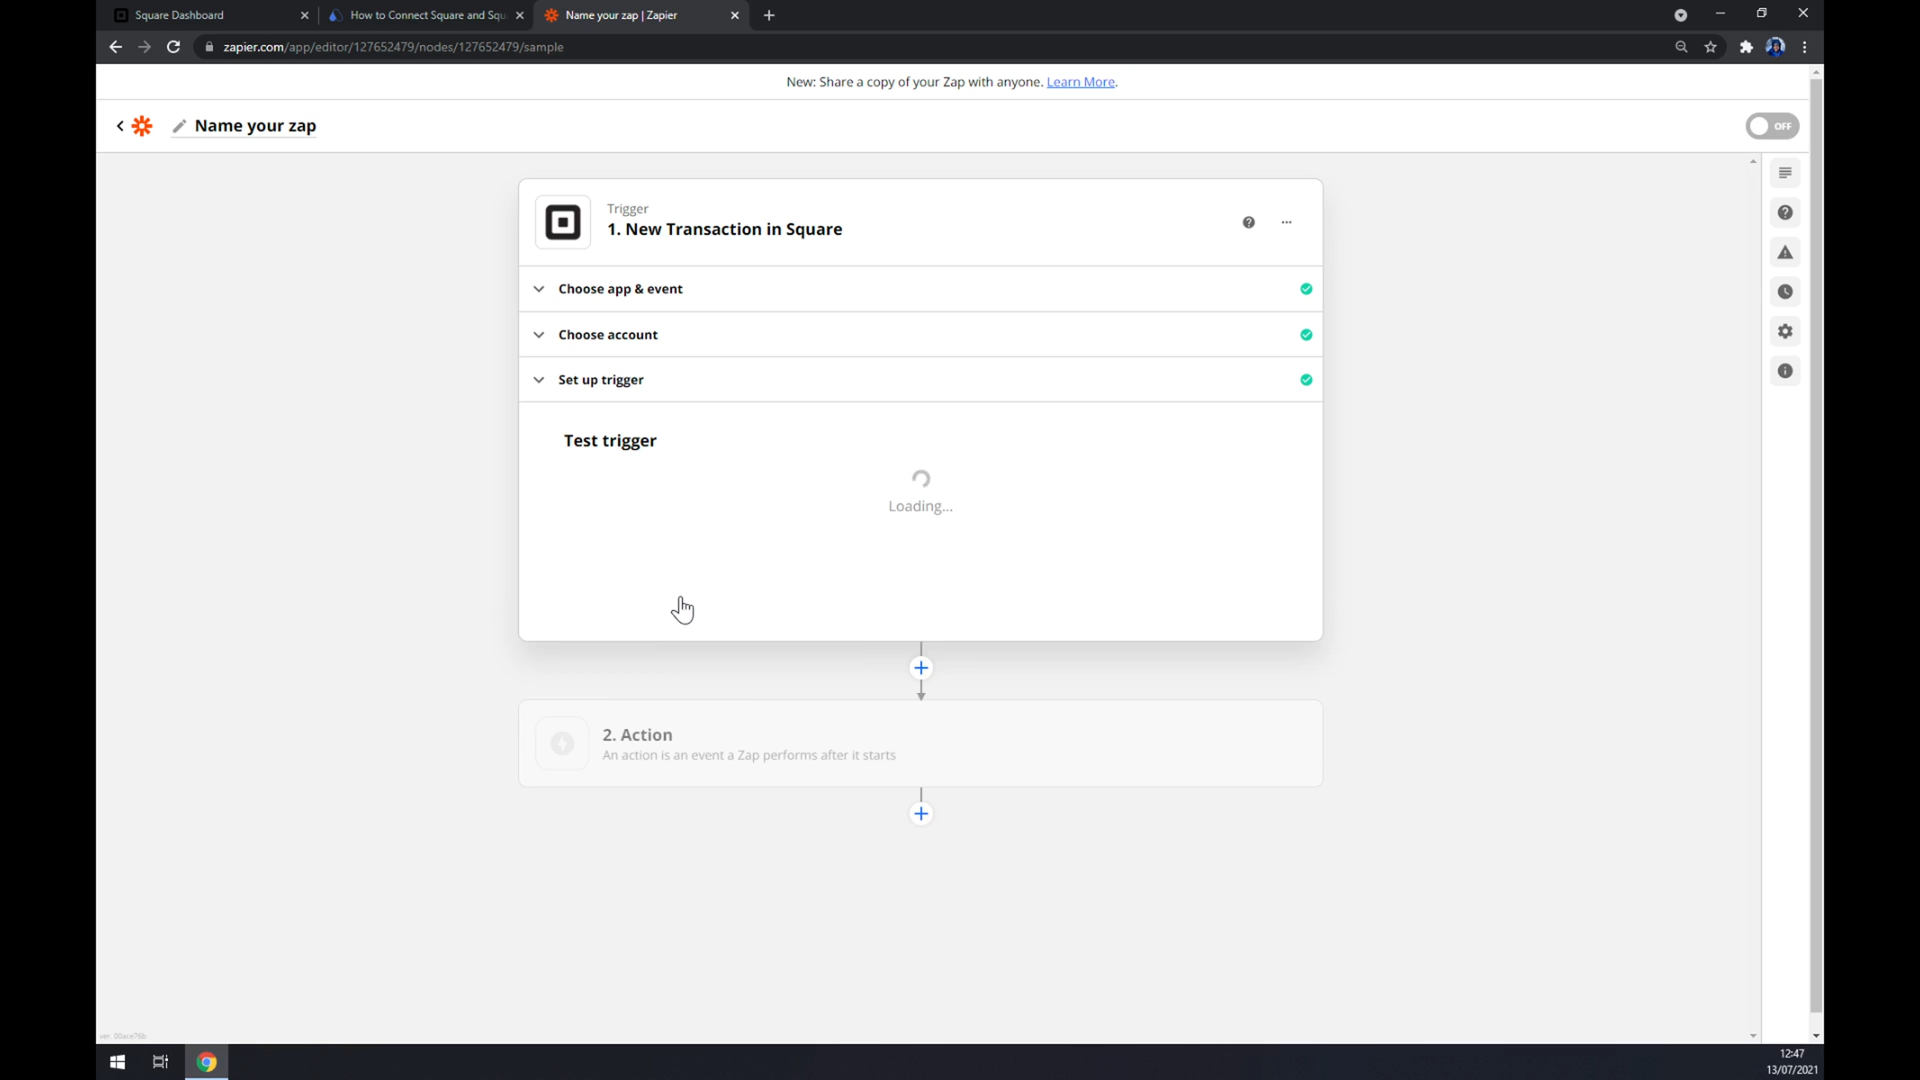 Square Dashboard
How to Connect Square and Squ
Name your zap | Zapier
zapier.com/app/editor/127652479/nodes/127652479/sample
New: Share a copy of your Zap with anyone. Learn More.
Name your zap
OFF
Trigger
1. New Transaction in Square
Choose app & event
Choose account
Set up trigger
Test trigger
Loading...
2. Action
An action is an event a Zap performs after it starts
ver. 00ace76b
12:47
13/07/2021